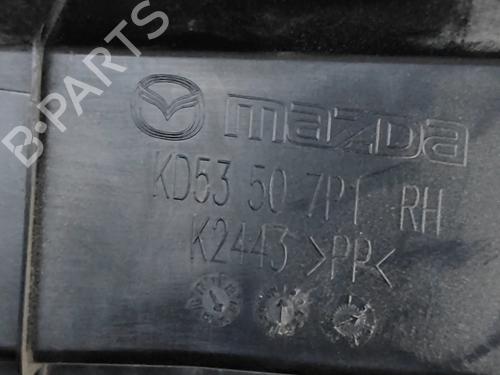 B-PARTS
mazda
KD53 50 7P1 RH
K2443 >PP<